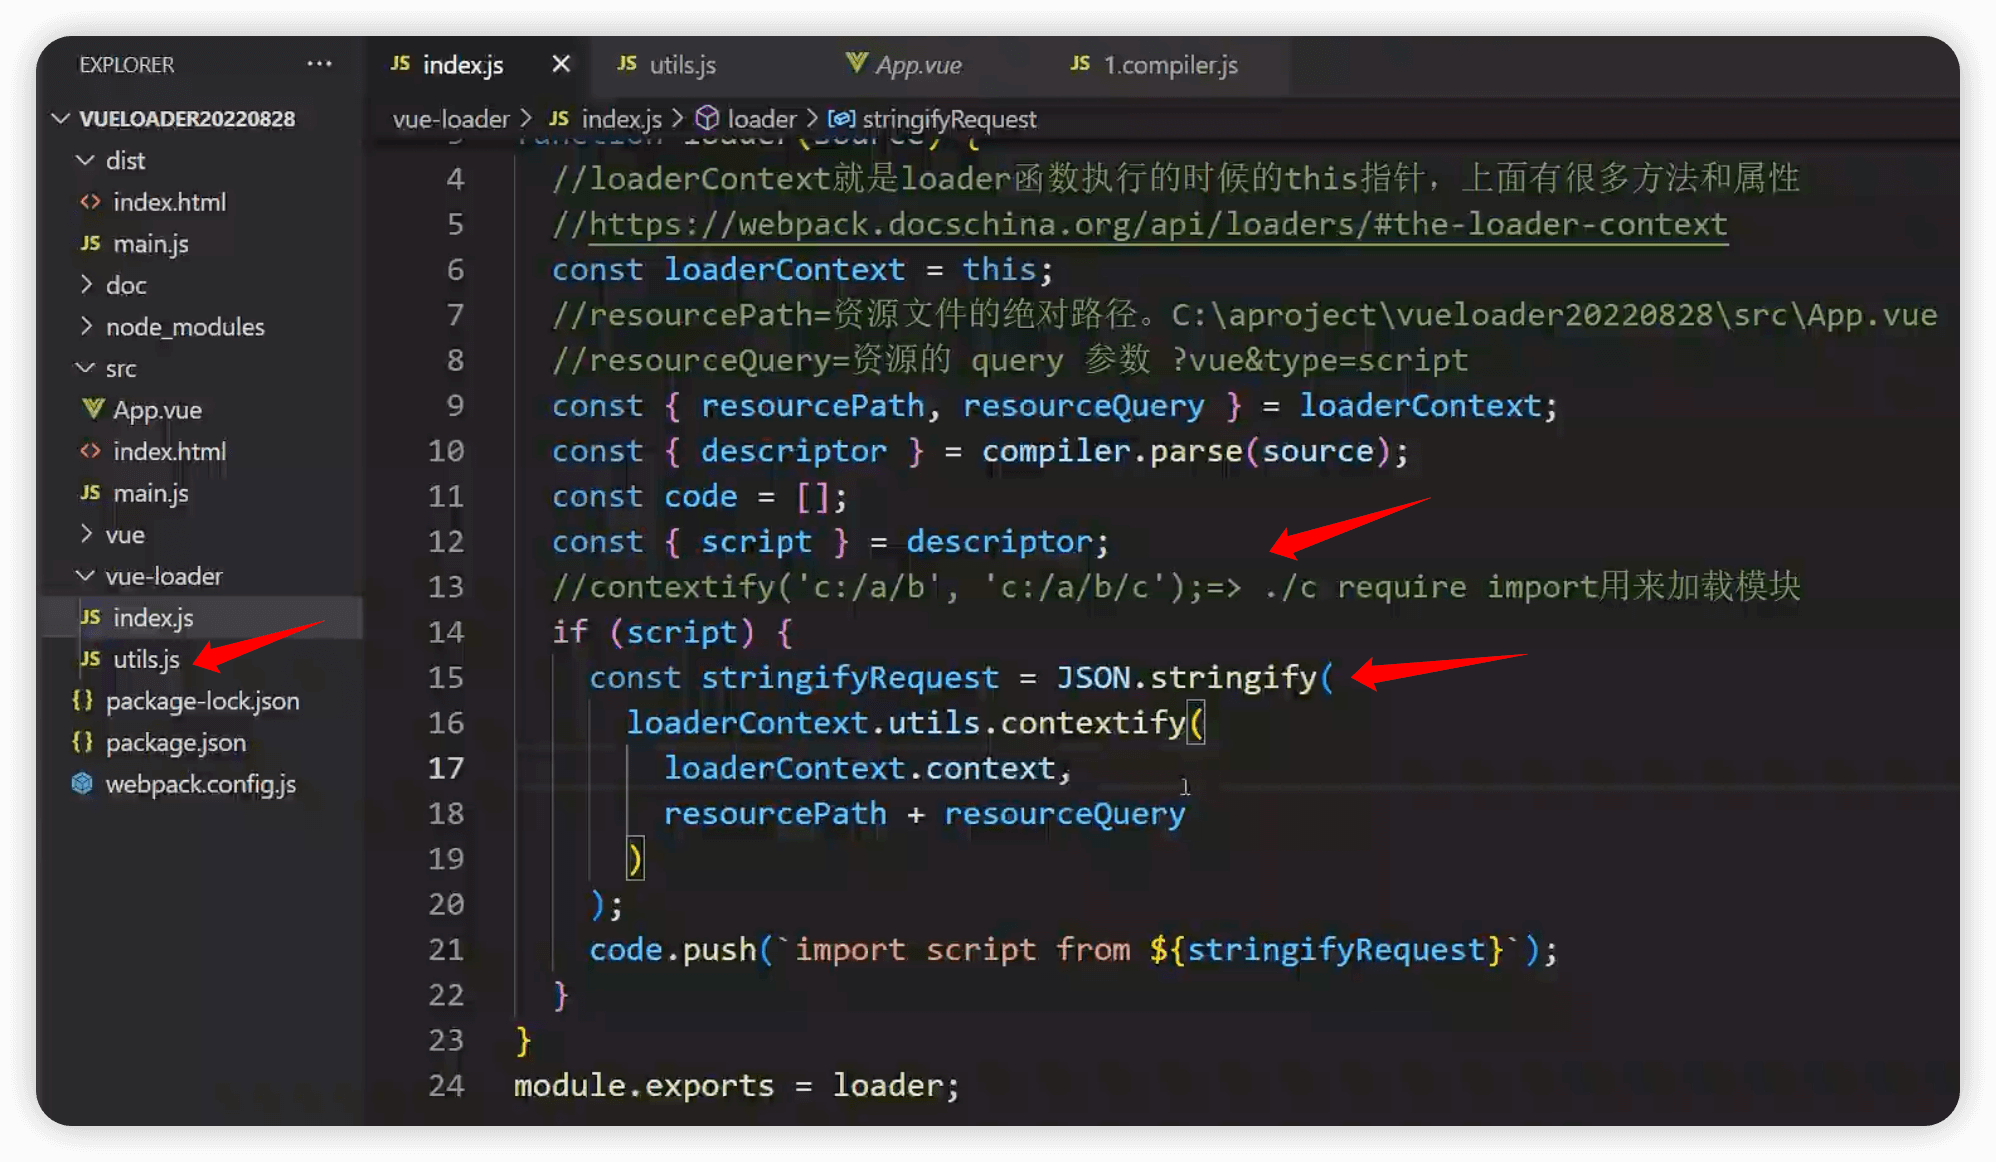 EXPLORER
···
VUELOADER20220828
dist
index.html
JS main.js
doc
node_modules
src
App.vue
index.html
JS main.js
vue
vue-loader
JS index.js
JS utils.js
{} package-lock.json
{} package.json
webpack.config.js
JS index.js
JS utils.js
App.vue
JS 1.compiler.js
vue-loader > JS index.js > loader > stringifyRequest
3 function loader(source) {
4 //loaderContext就是loader函数执行的时候的this指针，上面有很多方法和属性
5 //https://webpack.docschina.org/api/loaders/#the-loader-context
6 const loaderContext = this;
7 //resourcePath=资源文件的绝对路径。C:\aproject\vueloader20220828\src\App.vue
8 //resourceQuery=资源的 query 参数 ?vue&type=script
9 const { resourcePath, resourceQuery } = loaderContext;
10 const { descriptor } = compiler.parse(source);
11 const code = [];
12 const { script } = descriptor;
13 //contextify('c:/a/b', 'c:/a/b/c');=> ./c require import用来加载模块
14 if (script) {
15 const stringifyRequest = JSON.stringify(
16 loaderContext.utils.contextify(
17 loaderContext.context,
18 resourcePath + resourceQuery
19 )
20 );
21 code.push(`import script from ${stringifyRequest}`);
22 }
23 }
24 module.exports = loader;